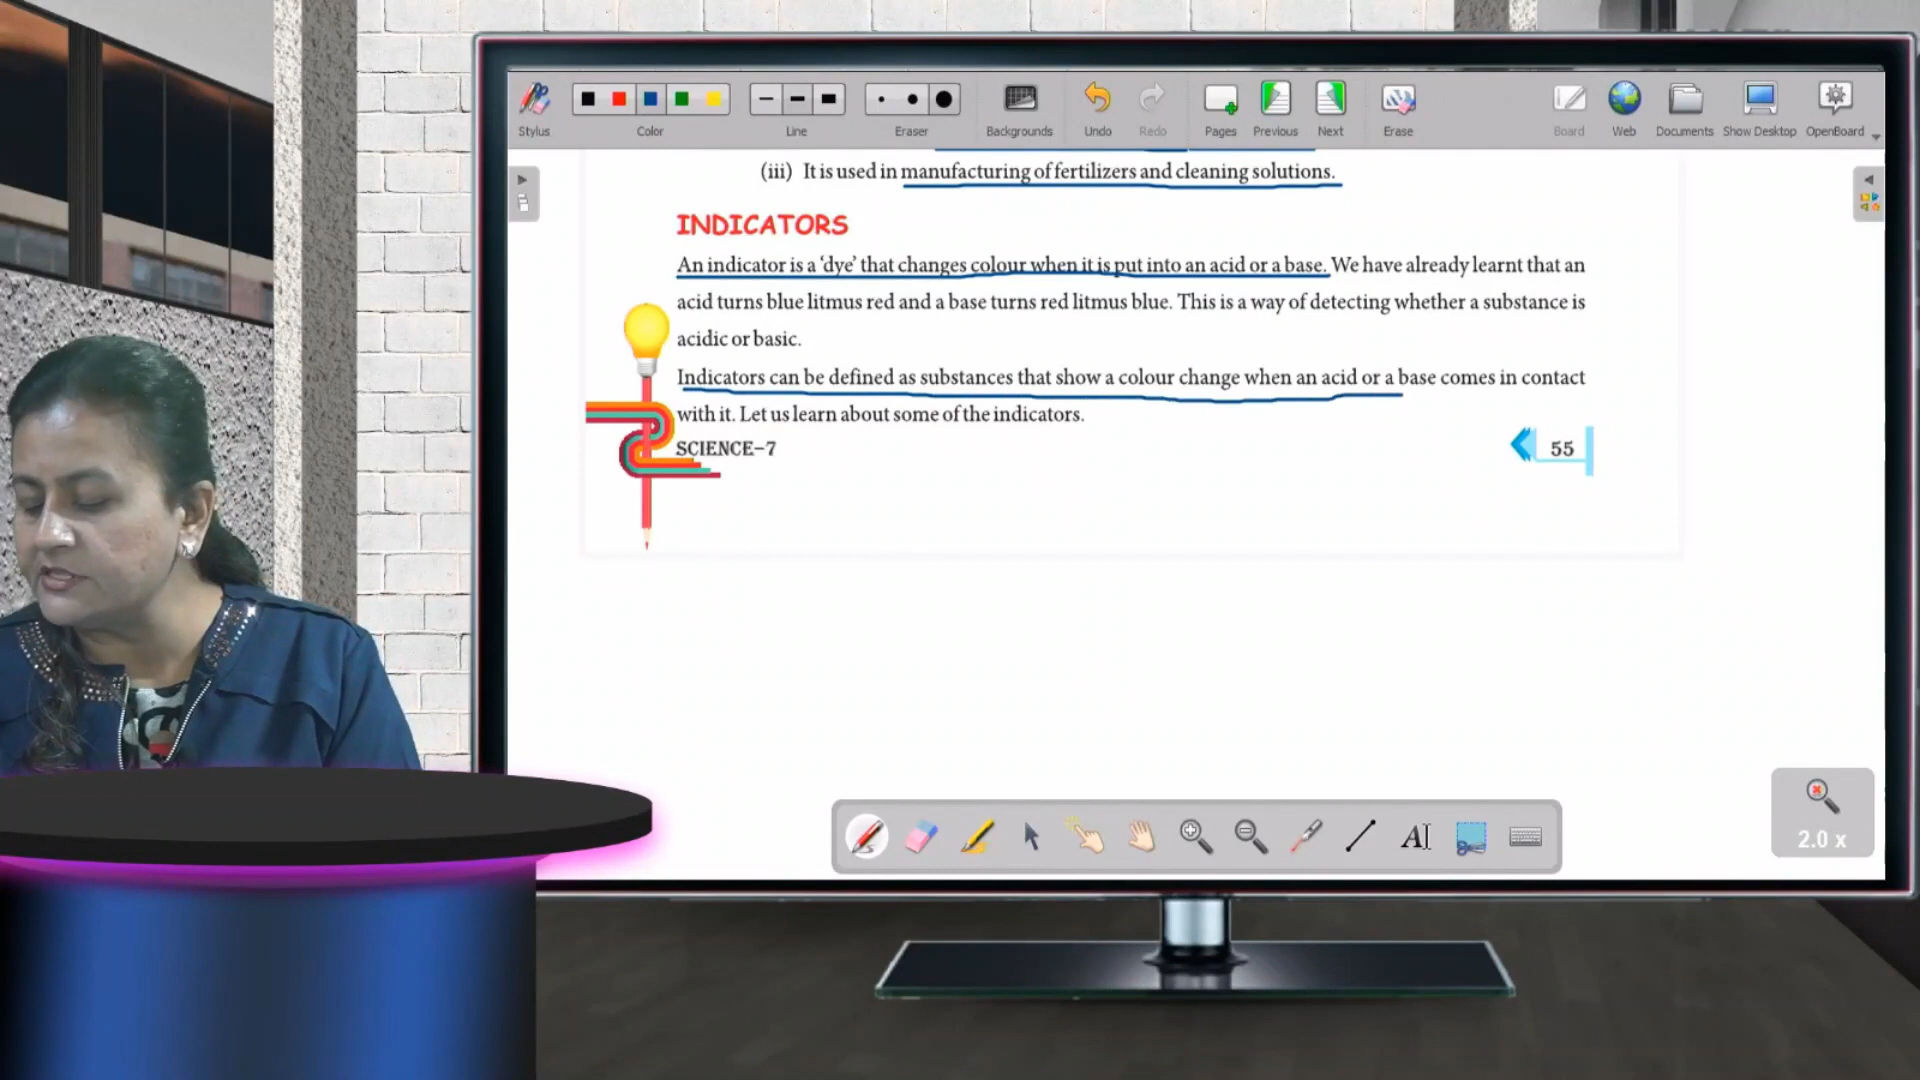 Stylus
Color
Line
Eraser
Backgrounds
Undo
Redo
Pages
Previous
Next
Erase
Board
Web
Documents
Show Desktop
OpenBoard
(iii) It is used in manufacturing of fertilizers and cleaning solutions.
INDICATORS
An indicator is a ‘dye’ that changes colour when it is put into an acid or a base. We have already learnt that an
acid turns blue litmus red and a base turns red litmus blue. This is a way of detecting whether a substance is
acidic or basic.
Indicators can be defined as substances that show a colour change when an acid or a base comes in contact
with it. Let us learn about some of the indicators.
SCIENCE–7
55
AI
2.0 x